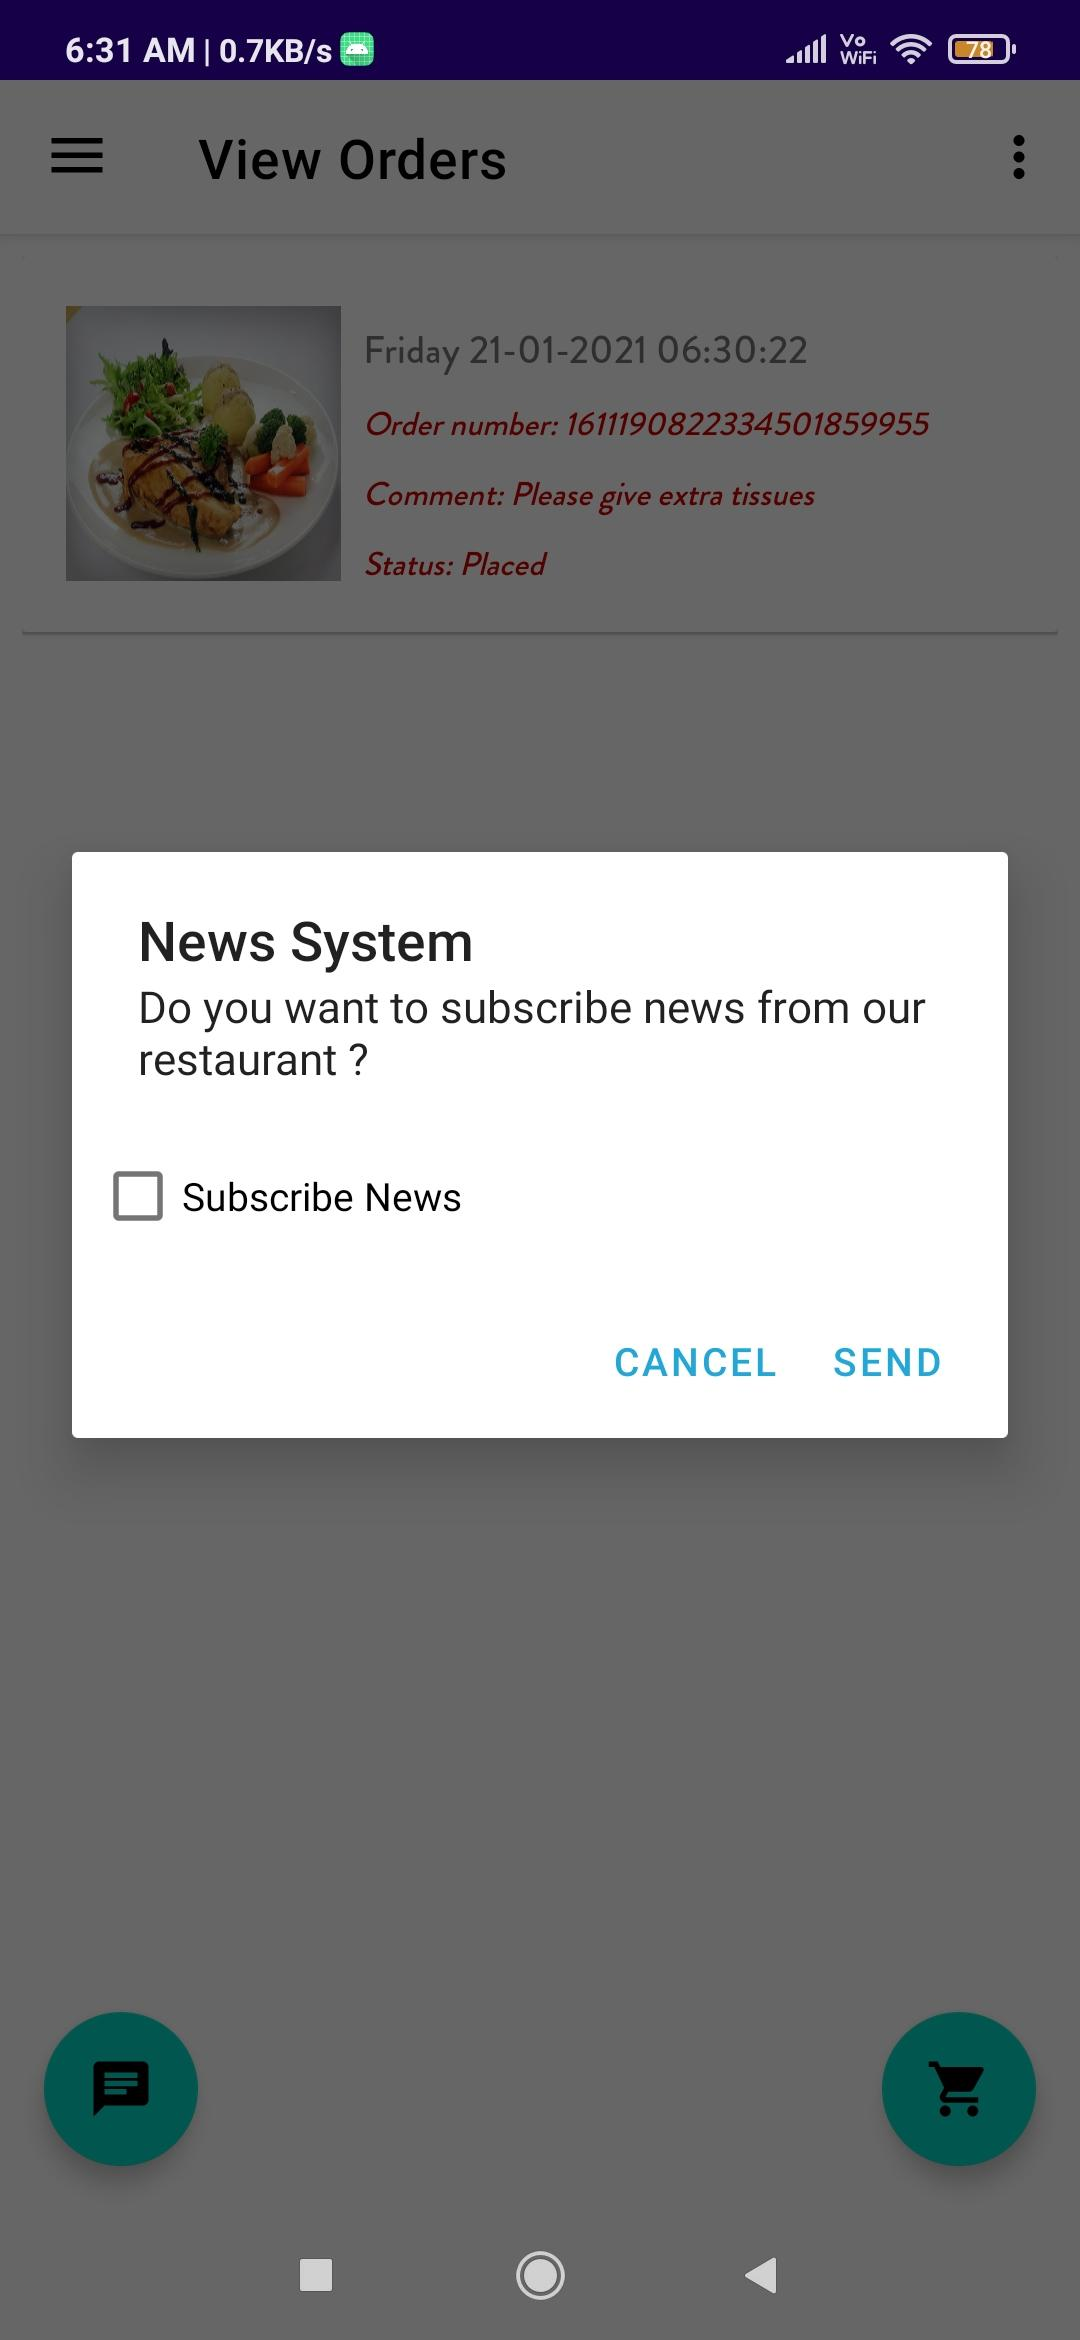 6:31 AM | 0.7KB/s
Vo
WiFi
78
View Orders
Friday 21-01-2021 06:30:22
Order number: 1611190822334501859955
Comment: Please give extra tissues
Status: Placed
News System
Do you want to subscribe news from our
restaurant ?
Subscribe News
CANCEL SEND